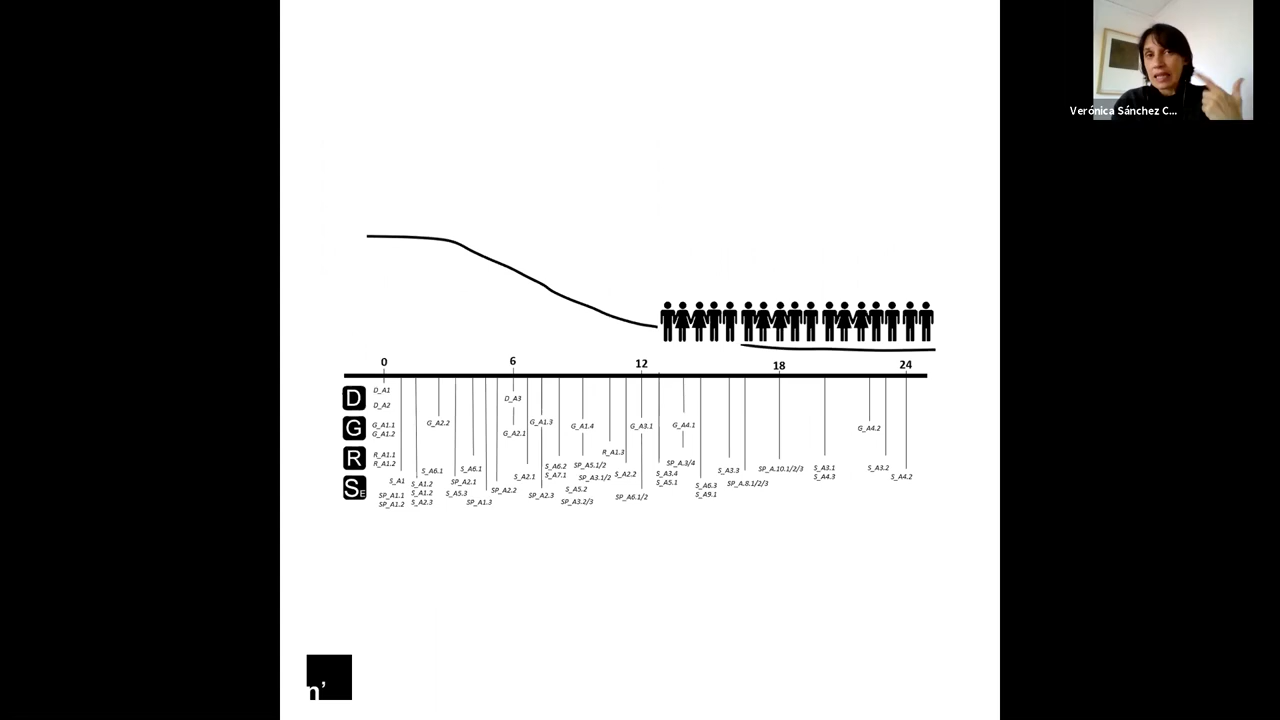 Verónica Sánchez C...
0 6 12 18 24
D
D_A1
D_A2
D_A3
G
G_A1.1
G_A1.2
G_A2.2
G_A2.1
G_A1.3
G_A1.4
G_A3.1
G_A4.1
G_A4.2
R
R_A1.1
R_A1.2
R_A1.3
SE
S_A1
SP_A1.1
SP_A1.2
S_A1.2
S_A1.2
S_A2.3
S_A6.1
SP_A2.1
S_A5.3
S_A6.1
SP_A1.3
SP_A2.2
S_A2.1
SP_A2.3
S_A6.2
S_A7.1
SP_A5.1/2
SP_A3.1/2
S_A5.2
SP_A3.2/3
S_A2.2
SP_A6.1/2
SP_A.3/4
S_A3.4
S_A5.1
S_A6.3
S_A9.1
S_A3.3
SP_A.8.1/2/3
SP_A.10.1/2/3
S_A3.1
S_A4.3
S_A3.2
S_A4.2
n'